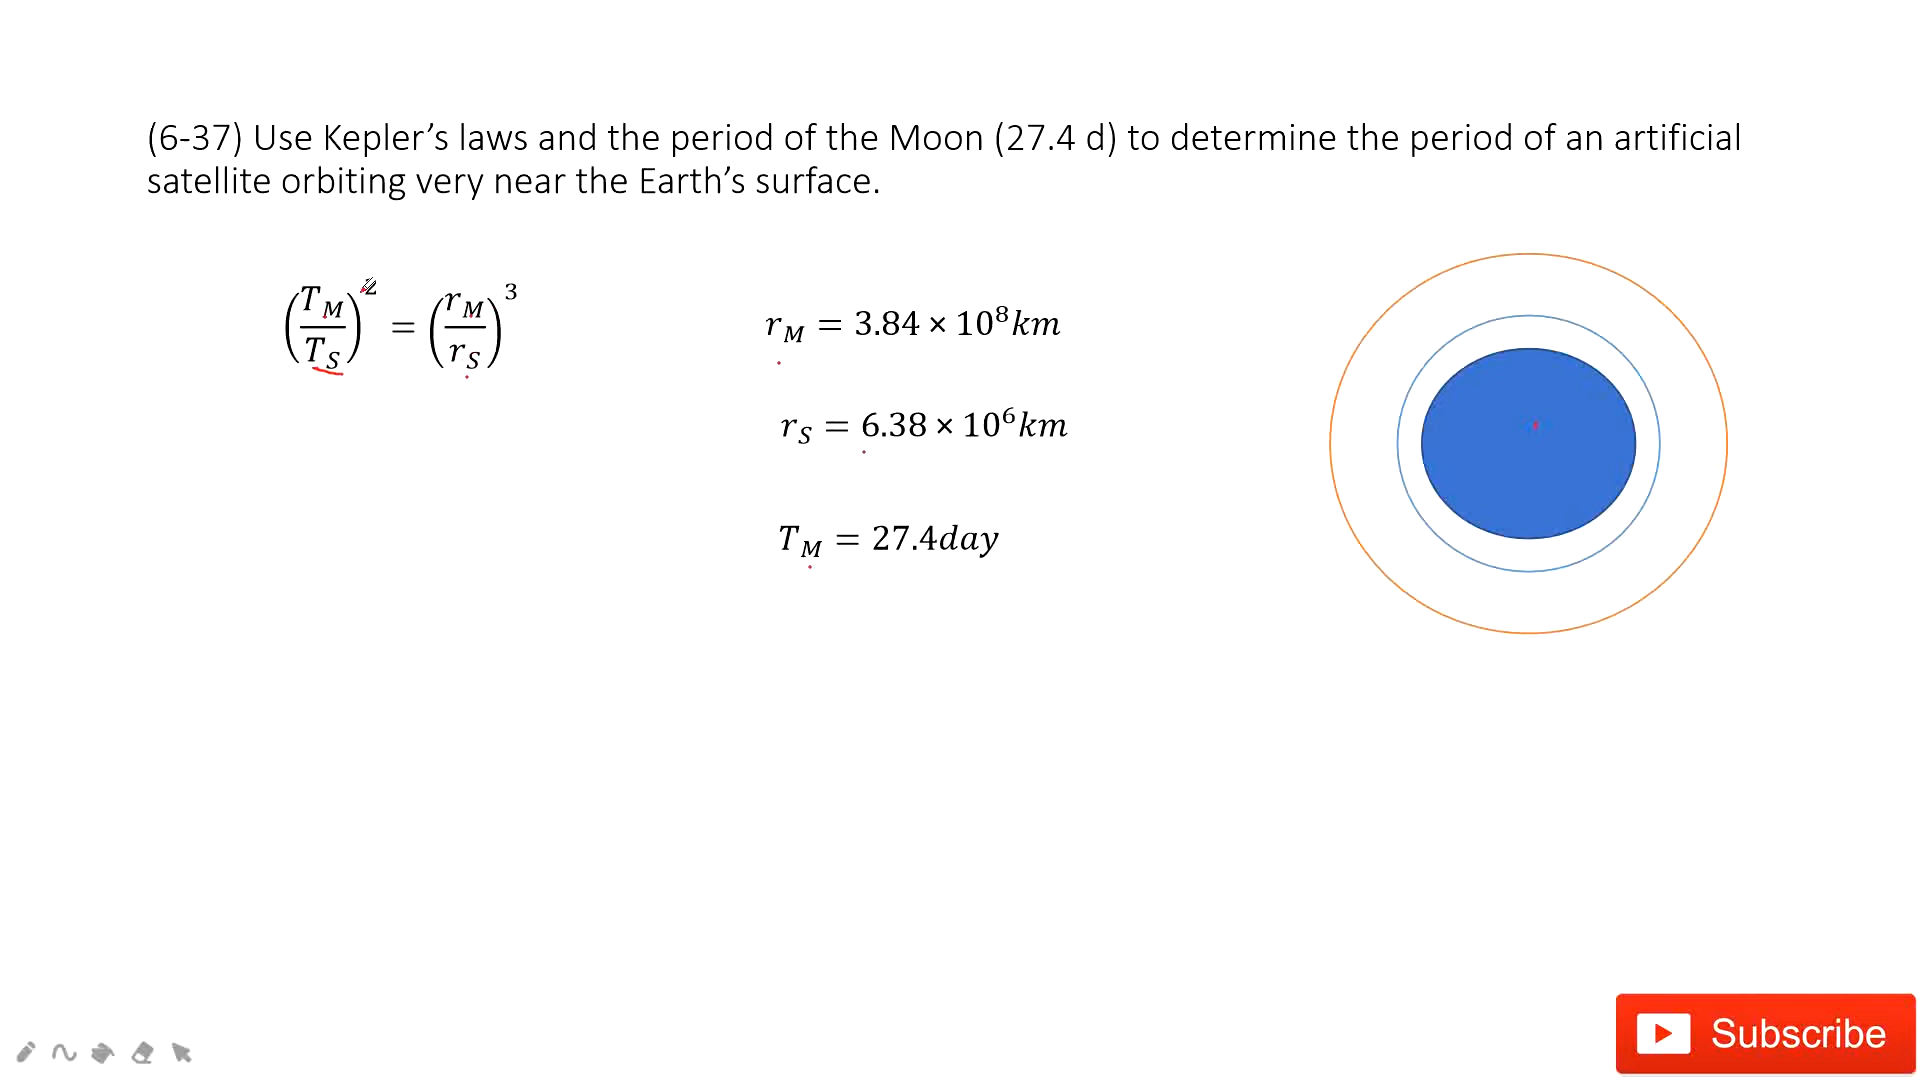 (6-37) Use Kepler’s laws and the period of the Moon (27.4 d) to determine the period of an artificial
satellite orbiting very near the Earth’s surface.
(T_M / T_S)^2 = (r_M / r_S)^3
r_M = 3.84 × 10^8 km
r_S = 6.38 × 10^6 km
T_M = 27.4day
Subscribe